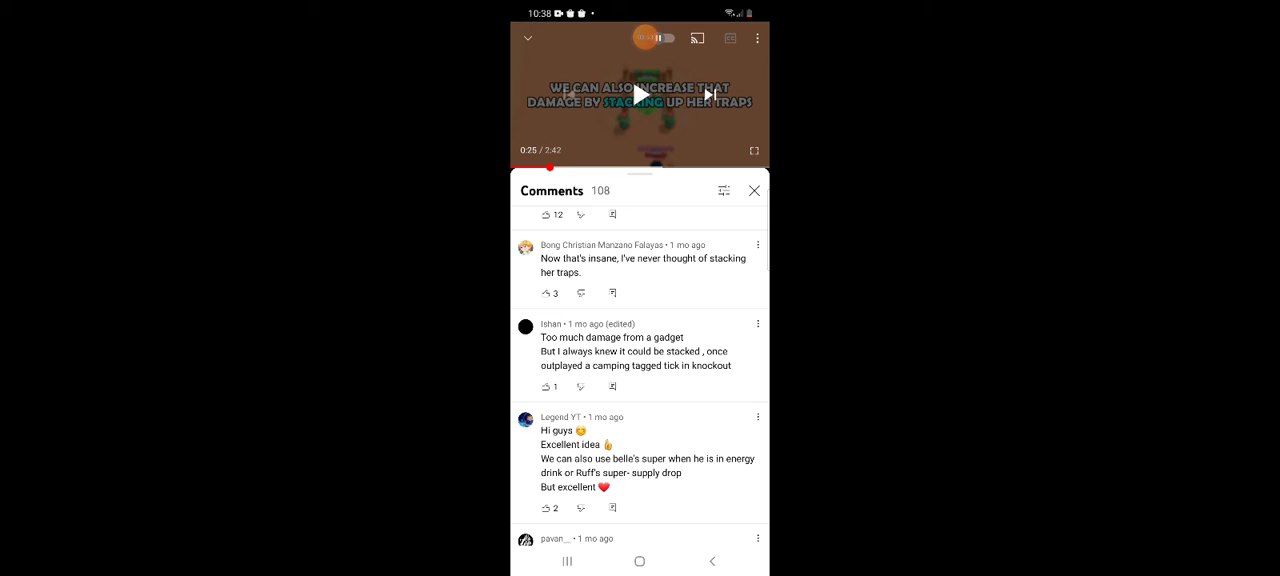 10:38
WE CAN ALSO INCREASE THAT
DAMAGE BY STACKING UP HER TRAPS
0:25 / 2:42
Comments 108
12
Bong Christian Manzano Falayas • 1 mo ago
Now that's insane, I've never thought of stacking
her traps.
3
Ishan • 1 mo ago (edited)
Too much damage from a gadget
But I always knew it could be stacked , once
outplayed a camping tagged tick in knockout
1
Legend YT • 1 mo ago
Hi guys 😊
Excellent idea 👍
We can also use belle's super when he is in energy
drink or Ruff's super- supply drop
But excellent ❤️
2
pavan__ • 1 mo ago